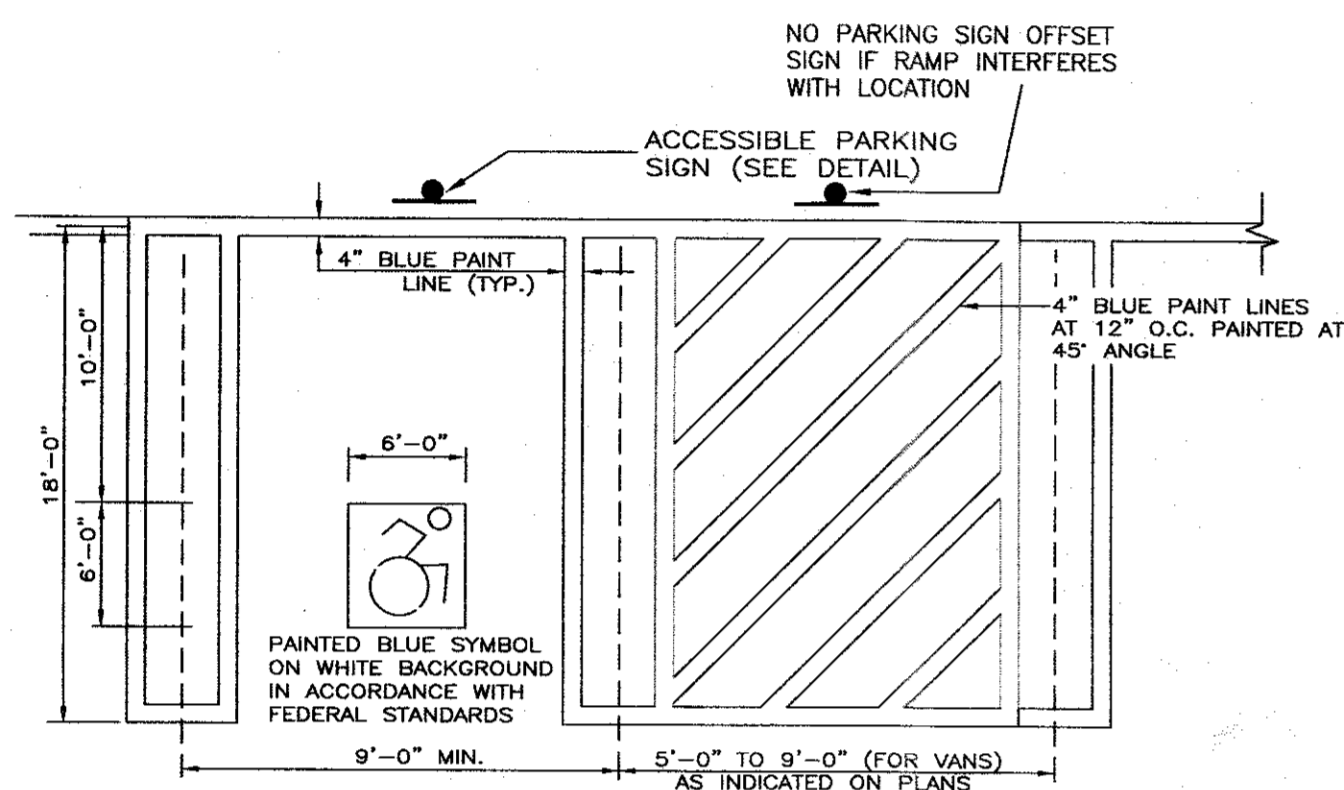 NO PARKING SIGN OFFSET
SIGN IF RAMP INTERFERES
WITH LOCATION
ACCESSIBLE PARKING
SIGN (SEE DETAIL)
4" BLUE PAINT
LINE (TYP.)
4" BLUE PAINT LINES
AT 12" O.C. PAINTED AT
45° ANGLE
10'-0"
18'-0"
6'-0"
6'-0"
PAINTED BLUE SYMBOL
ON WHITE BACKGROUND
IN ACCORDANCE WITH
FEDERAL STANDARDS
9'-0" MIN.
5'-0" TO 9'-0" (FOR VANS)
AS INDICATED ON PLANS